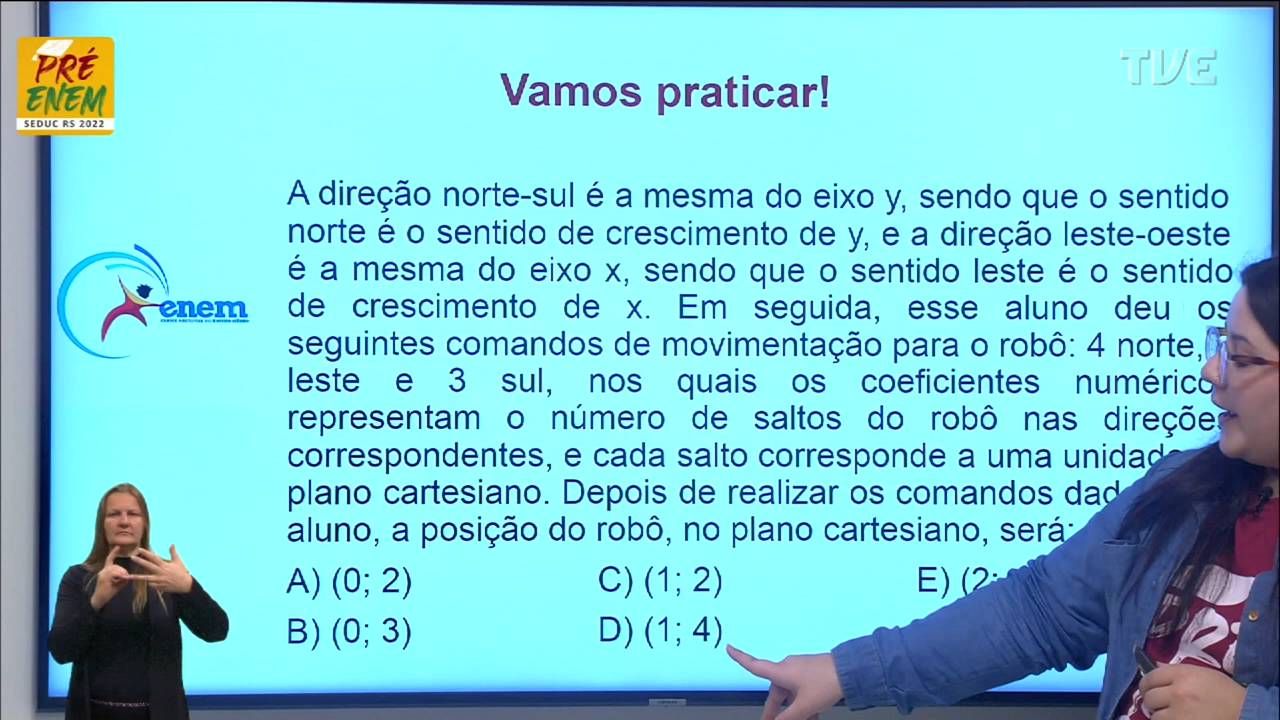 PRÉ
ENEM
SEDUC RS 2022
TVE
Vamos praticar!
A direção norte-sul é a mesma do eixo y, sendo que o sentido
norte é o sentido de crescimento de y, e a direção leste-oeste
é a mesma do eixo x, sendo que o sentido leste é o sentido
de crescimento de x. Em seguida, esse aluno deu os
seguintes comandos de movimentação para o robô: 4 norte,
leste e 3 sul, nos quais os coeficientes
representam o número de saltos do robô nas
correspondentes, e cada salto corresponde a uma
plano cartesiano. Depois de realizar os comandos
aluno, a posição do robô, no plano cartesiano, será:
enem
A) (0; 2) C) (1; 2) E) (2;
B) (0; 3) D) (1; 4)